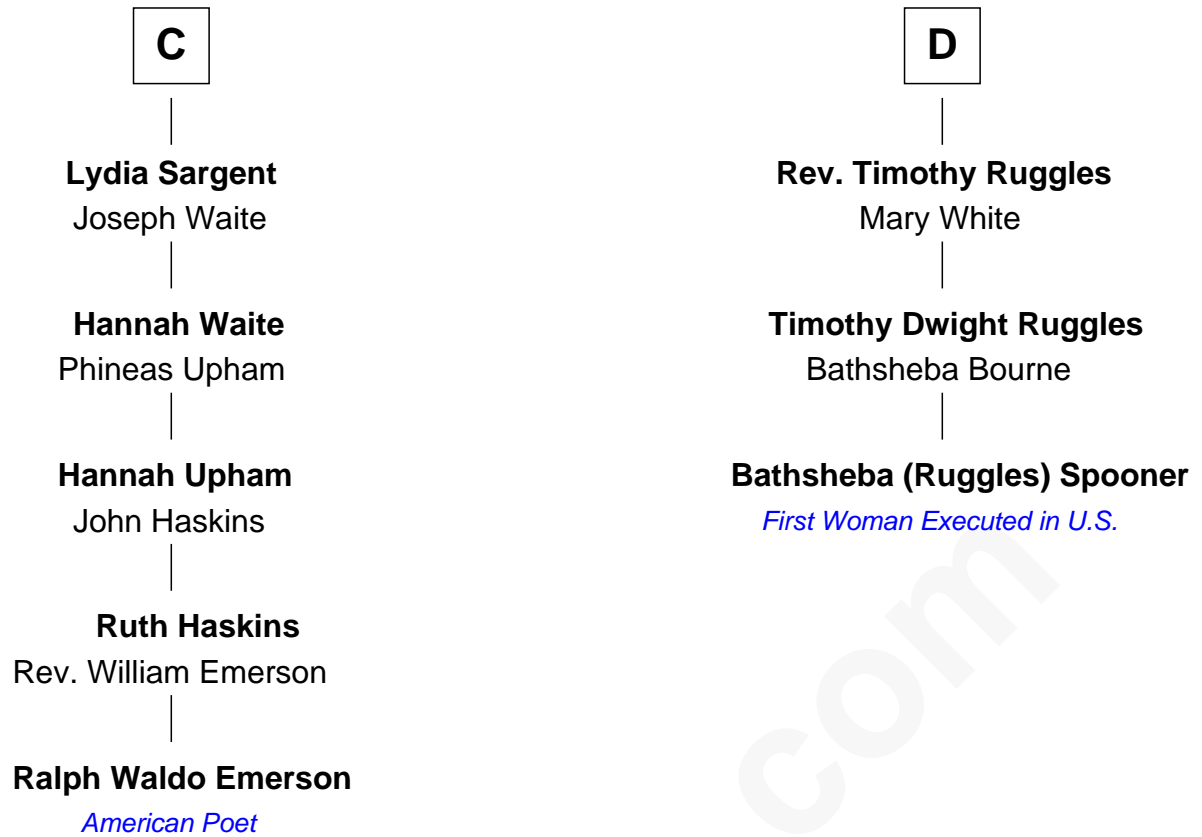 C
Lydia Sargent
Joseph Waite
Hannah Waite
Phineas Upham
Hannah Upham
John Haskins
Ruth Haskins
Rev. William Emerson
Ralph Waldo Emerson
American Poet
D
Rev. Timothy Ruggles
Mary White
Timothy Dwight Ruggles
Bathsheba Bourne
Bathsheba (Ruggles) Spooner
First Woman Executed in U.S.
com